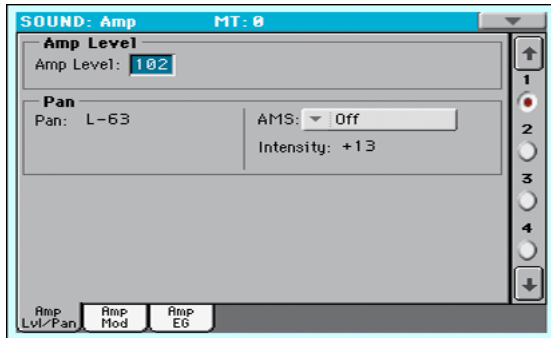 SOUND: Amp MT: 0
Amp Level
Amp Level: 102
Pan
Pan: L-63
AMS: Off
Intensity: +13
1
2
3
4
Amp Lvl/Pan
Amp Mod
Amp EG